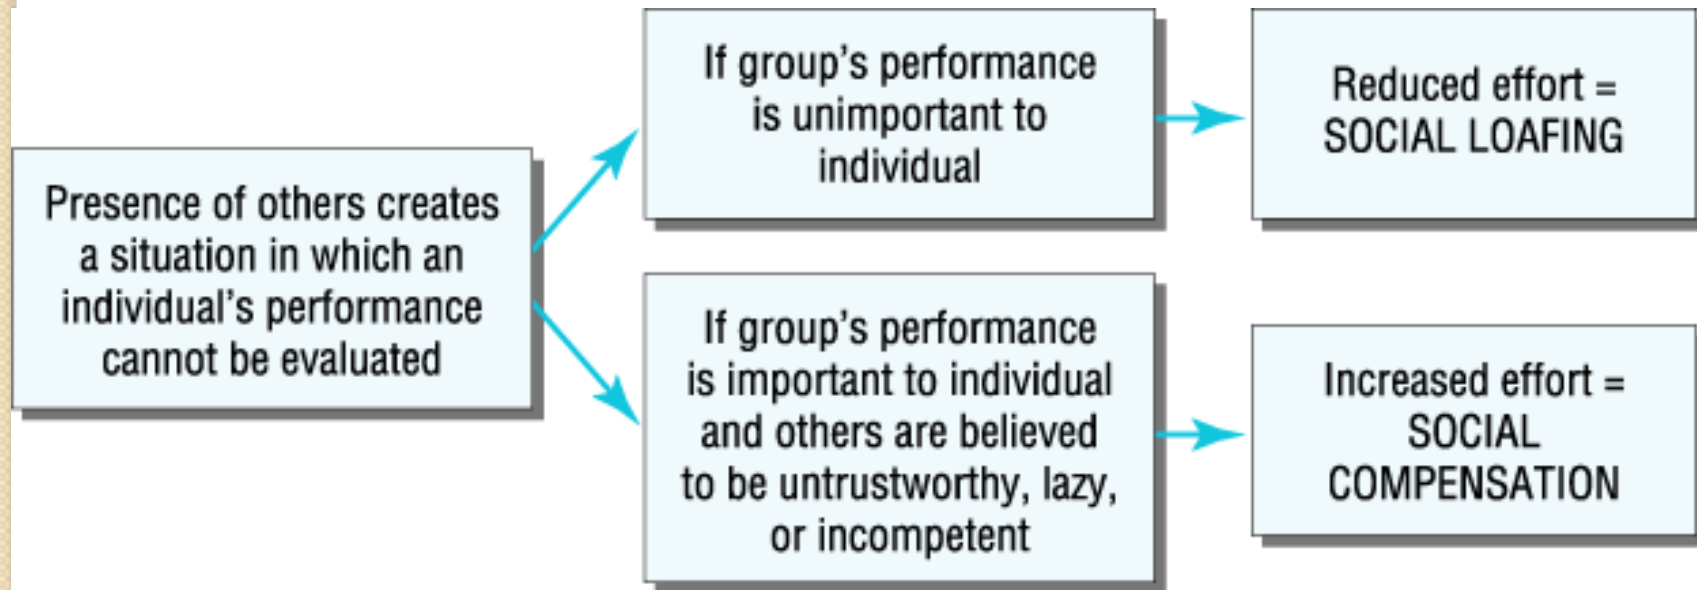 Presence of others creates
a situation in which an
individual's performance
cannot be evaluated
If group's performance
is unimportant to
individual
Reduced effort =
SOCIAL LOAFING
If group's performance
is important to individual
and others are believed
to be untrustworthy, lazy,
or incompetent
Increased effort =
SOCIAL
COMPENSATION